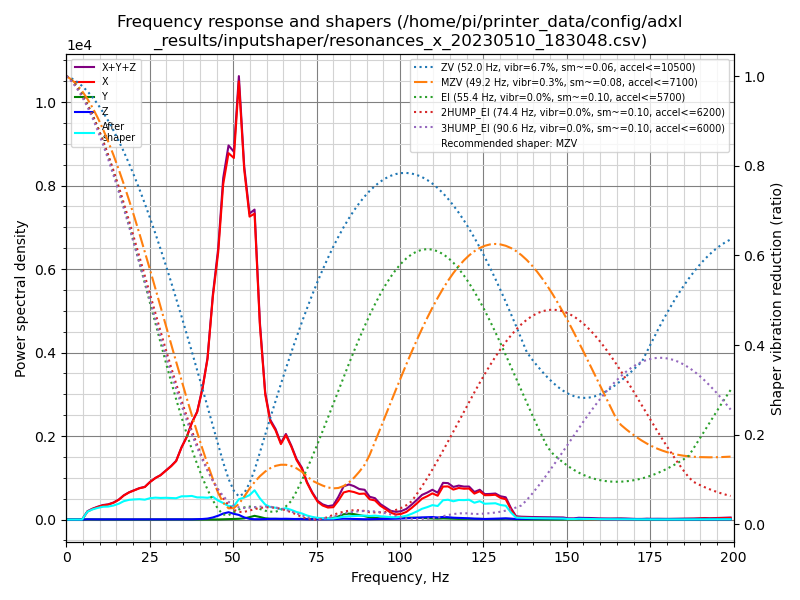 Frequency response and shapers (/home/pi/printer_data/config/adxl
_results/inputshaper/resonances_x_20230510_183048.csv)
1e4
X+Y+Z
X
Y
Z
After
shaper
ZV (52.0 Hz, vibr=6.7%, sm~=0.06, accel<=10500)
MZV (49.2 Hz, vibr=0.3%, sm~=0.08, accel<=7100)
EI (55.4 Hz, vibr=0.0%, sm~=0.10, accel<=5700)
2HUMP_EI (74.4 Hz, vibr=0.0%, sm~=0.10, accel<=6200)
3HUMP_EI (90.6 Hz, vibr=0.0%, sm~=0.10, accel<=6000)
Recommended shaper: MZV
Power spectral density
1.0
0.8
0.6
0.4
0.2
0.0
1.0
0.8
0.6
0.4
0.2
0.0
Shaper vibration reduction (ratio)
0 25 50 75 100 125 150 175 200
Frequency, Hz